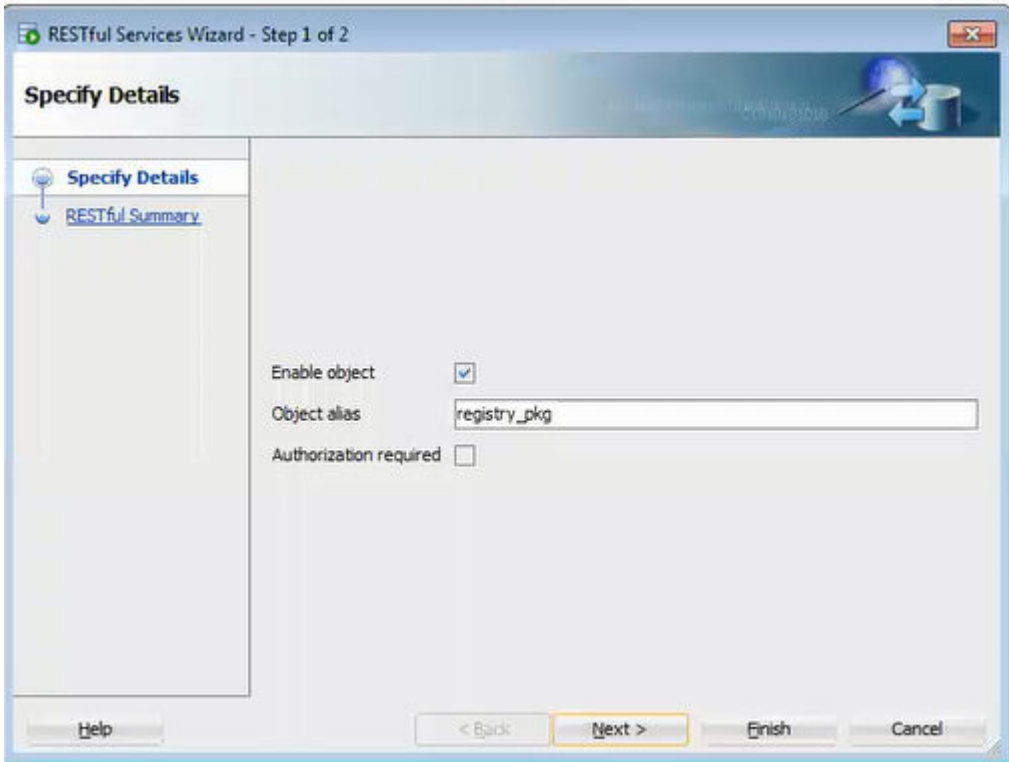 RESTful Services Wizard - Step 1 of 2
Specify Details
Specify Details
RESTful Summary
Enable object
Object alias registry_pkg
Authorization required
Help < Back Next > Finish Cancel